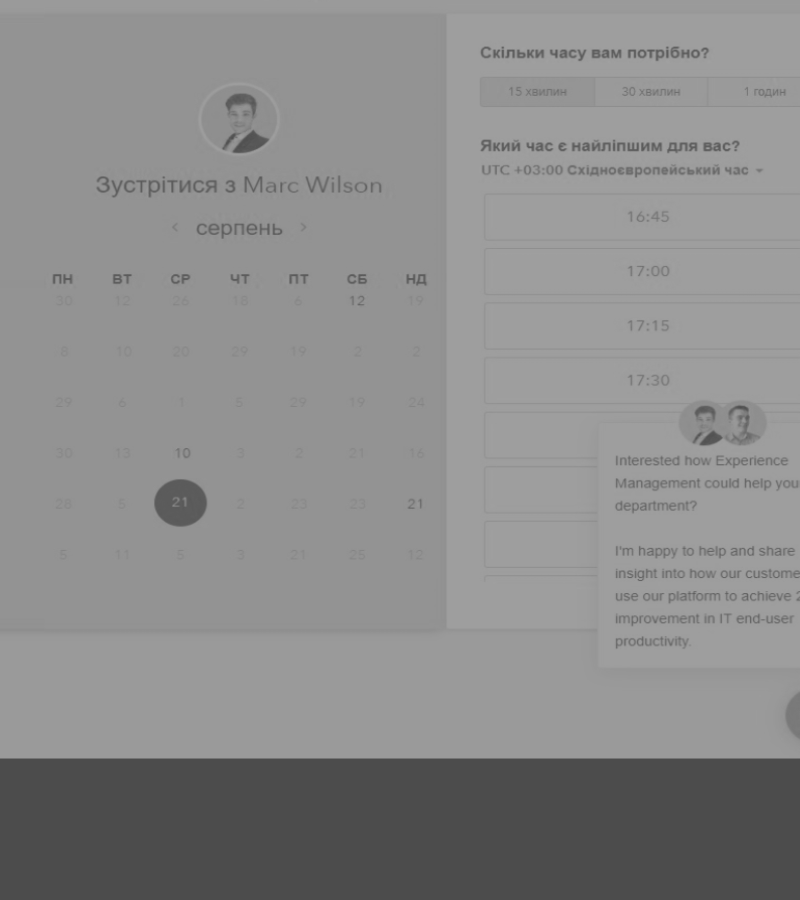 Зустрітися з Marc Wilson
‹ серпень ›
ПН ВТ СР ЧТ ПТ СБ НД
30 12 26 18 6 12 19
6 10 20 29 19 2 2
29 6 1 5 29 19 24
30 13 10 3 2 21 16
26 5 21 2 23 23 21
5 11 5 3 21 25 12
Скільки часу вам потрібно?
15 хвилин 30 хвилин 1 годин
Який час є найліпшим для вас?
UTC +03:00 Східноєвропейський час
16:45
17:00
17:15
17:30
Interested how Experience
Management could help you
department?
I'm happy to help and share
insight into how our custome
use our platform to achieve 2
improvement in IT end-user
productivity.